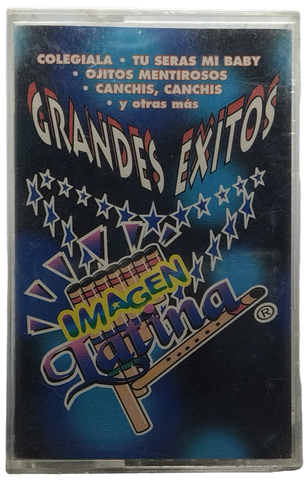 COLEGIALA · TU SERAS MI BABY
· OJITOS MENTIROSOS
· CANCHIS, CANCHIS
· y otras más
GRANDES EXITOS
IMAGEN
Latina ®